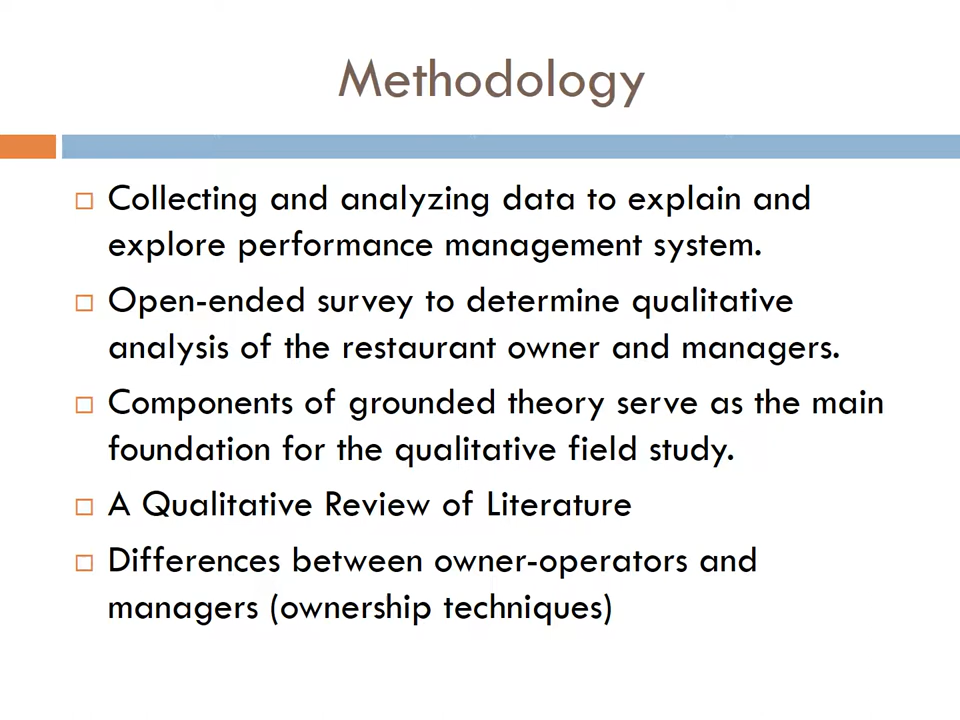 Methodology
Collecting and analyzing data to explain and
explore performance management system.
Open-ended survey to determine qualitative
analysis of the restaurant owner and managers.
Components of grounded theory serve as the main
foundation for the qualitative field study.
A Qualitative Review of Literature
Differences between owner-operators and
managers (ownership techniques)